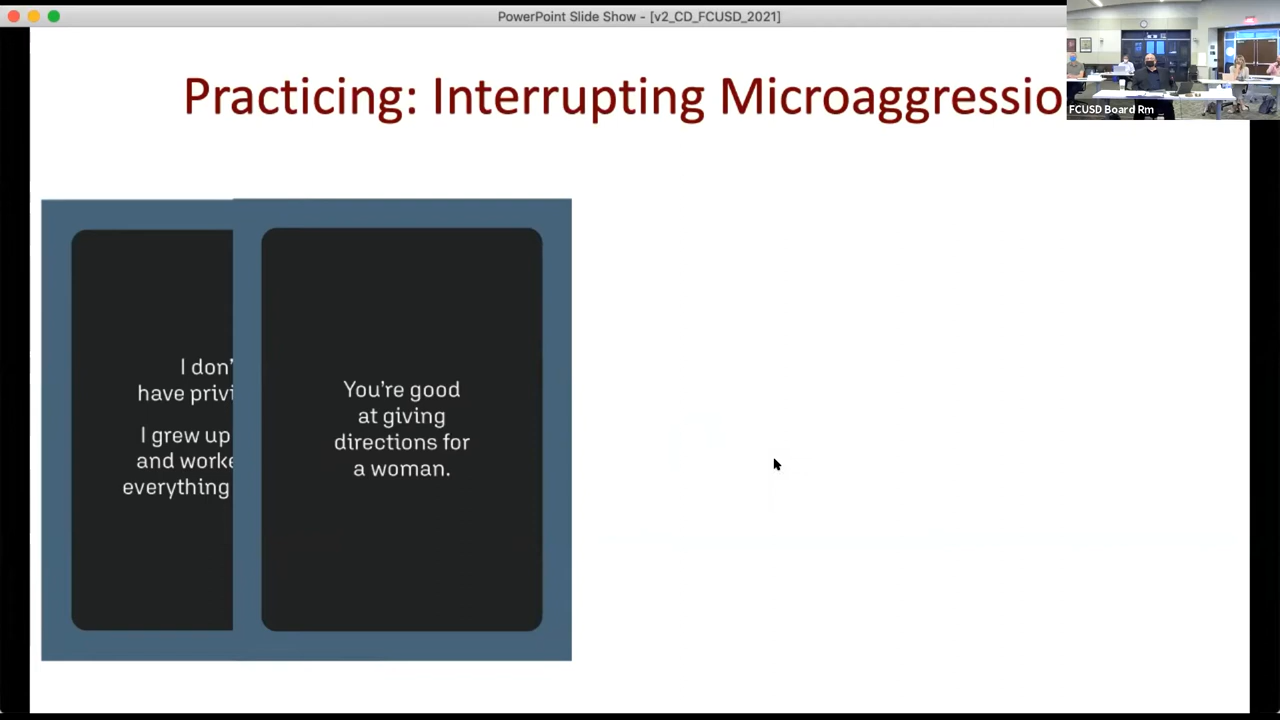 PowerPoint Slide Show - [v2_CD_FCUSD_2021]
Practicing: Interrupting Microaggressio
FCUSD Board Rm
I don'
have privi
I grew up
and worke
everything
You're good
at giving
directions for
a woman.